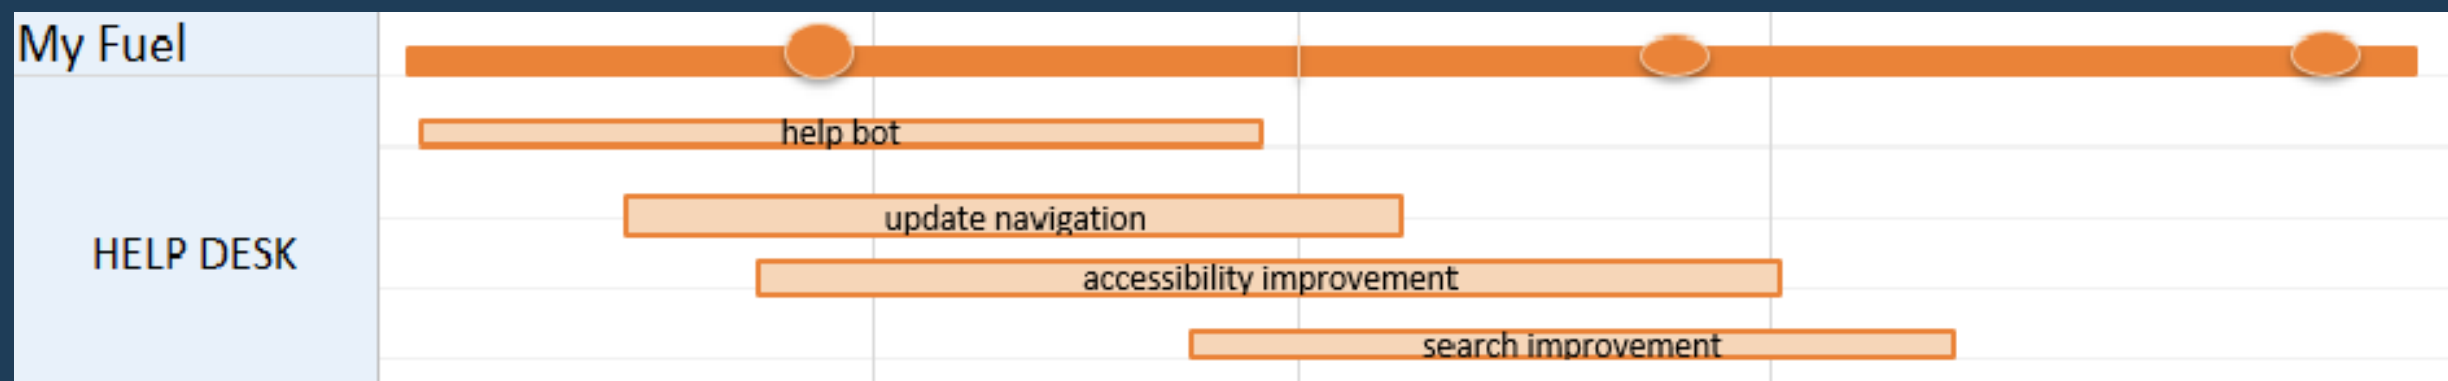 My Fuel
help bot
update navigation
HELP DESK
accessibility improvement
search improvement